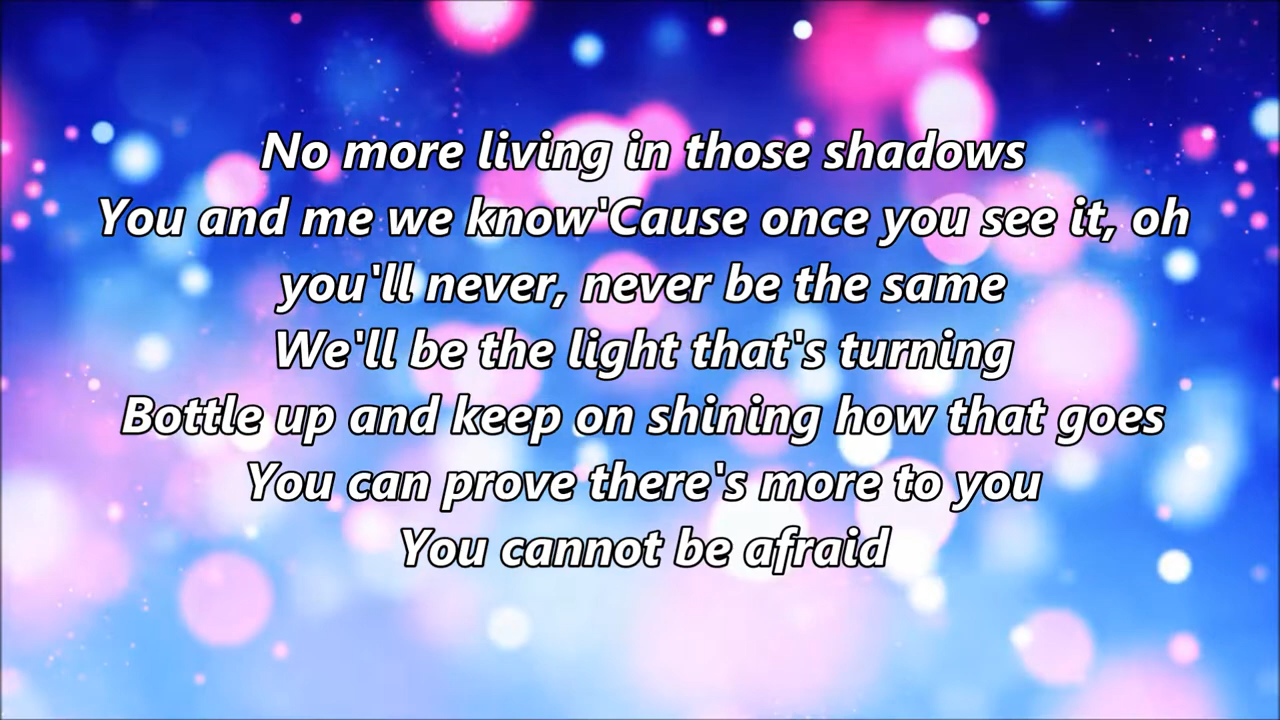 No more living in those shadows
You and me we know'Cause once you see it, oh
you'll never, never be the same
We'll be the light that's turning
Bottle up and keep on shining how that goes
You can prove there's more to you
You cannot be afraid